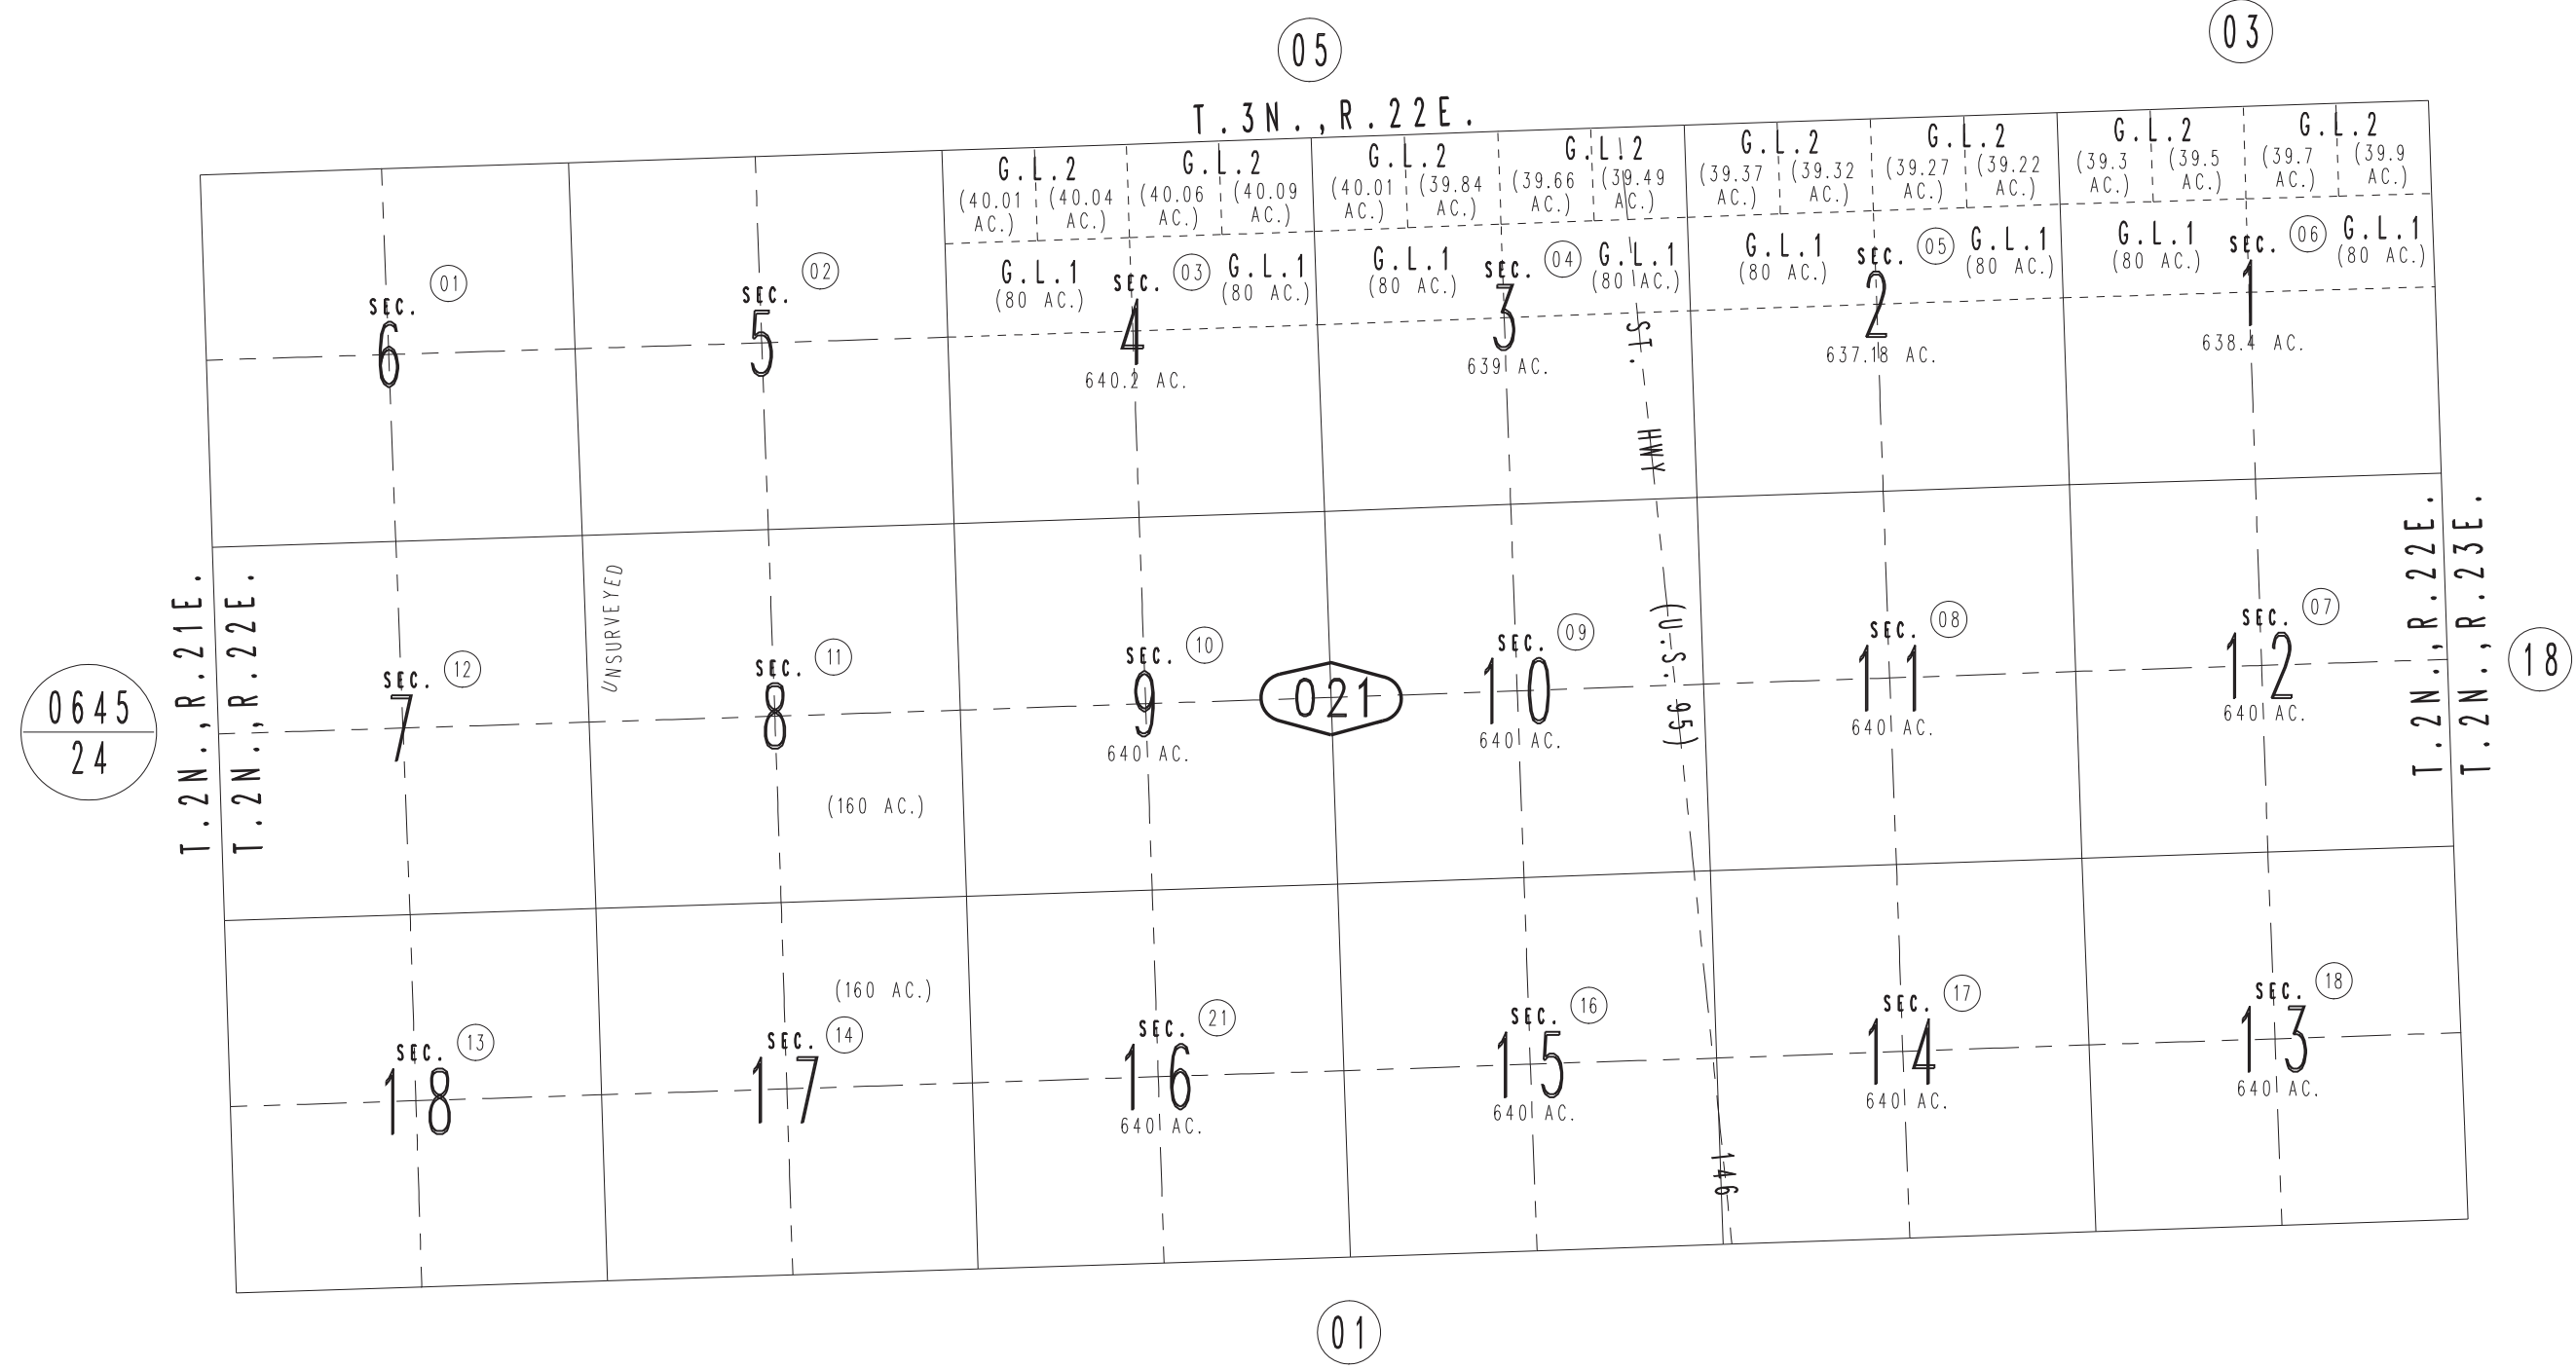 05
03
T.3N.,R.22E.
G.L.2
G.L.2
G.L.2
G.L.2
G.L.2
G.L.2
G.L.2
G.L.2
(40.01
AC.)
(40.04
AC.)
(40.06
AC.)
(40.09
AC.)
(40.01
AC.)
(39.84
AC.)
(39.66
AC.)
(39.49
AC.)
(39.37
AC.)
(39.32
AC.)
(39.27
AC.)
(39.22
AC.)
(39.3
AC.)
(39.5
AC.)
(39.7
AC.)
(39.9
AC.)
SEC.
01
6
SEC.
02
5
G.L.1
(80 AC.)
SEC.
03
G.L.1
(80 AC.)
4
640.2 AC.
G.L.1
(80 AC.)
SEC.
04
G.L.1
(80 AC.)
3
639 AC.
G.L.1
(80 AC.)
SEC.
05
G.L.1
(80 AC.)
2
637.18 AC.
G.L.1
(80 AC.)
SEC.
06
G.L.1
(80 AC.)
1
638.4 AC.
ST. HWY (U.S. 95) 146
0645
24
T.2N.,R.21E.
T.2N.,R.22E.
SEC.
12
7
UNSURVEYED
SEC.
11
8
(160 AC.)
SEC.
10
9
640 AC.
021
SEC.
09
10
640 AC.
SEC.
08
11
640 AC.
SEC.
07
12
640 AC.
T.2N.,R.22E.
T.2N.,R.23E.
18
SEC.
13
18
(160 AC.)
SEC.
14
17
SEC.
21
16
640 AC.
SEC.
16
15
640 AC.
SEC.
17
14
640 AC.
SEC.
18
13
640 AC.
01